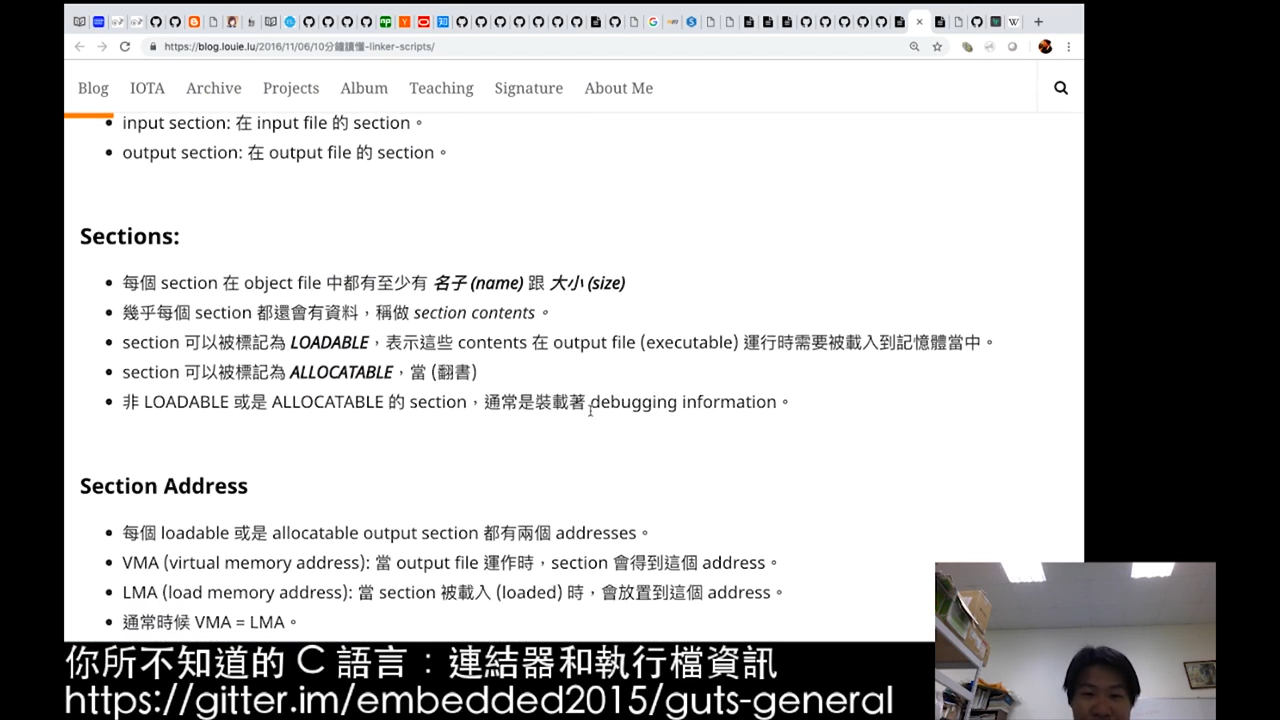 https://blog.louie.lu/2016/11/06/10分鐘讀懂-linker-scripts/
Blog IOTA Archive Projects Album Teaching Signature About Me
input section: 在 input file 的 section。
output section: 在 output file 的 section。
Sections:
每個 section 在 object file 中都有至少有 名子 (name) 跟 大小 (size)
幾乎每個 section 都還會有資料，稱做 section contents。
section 可以被標記為 LOADABLE，表示這些 contents 在 output file (executable) 運行時需要被載入到記憶體當中。
section 可以被標記為 ALLOCATABLE，當 (翻書)
非 LOADABLE 或是 ALLOCATABLE 的 section，通常是裝載著 debugging information。
Section Address
每個 loadable 或是 allocatable output section 都有兩個 addresses。
VMA (virtual memory address): 當 output file 運作時，section 會得到這個 address。
LMA (load memory address): 當 section 被載入 (loaded) 時，會放置到這個 address。
通常時候 VMA = LMA。
你所不知道的 C 語言：連結器和執行檔資訊
https://gitter.im/embedded2015/guts-general